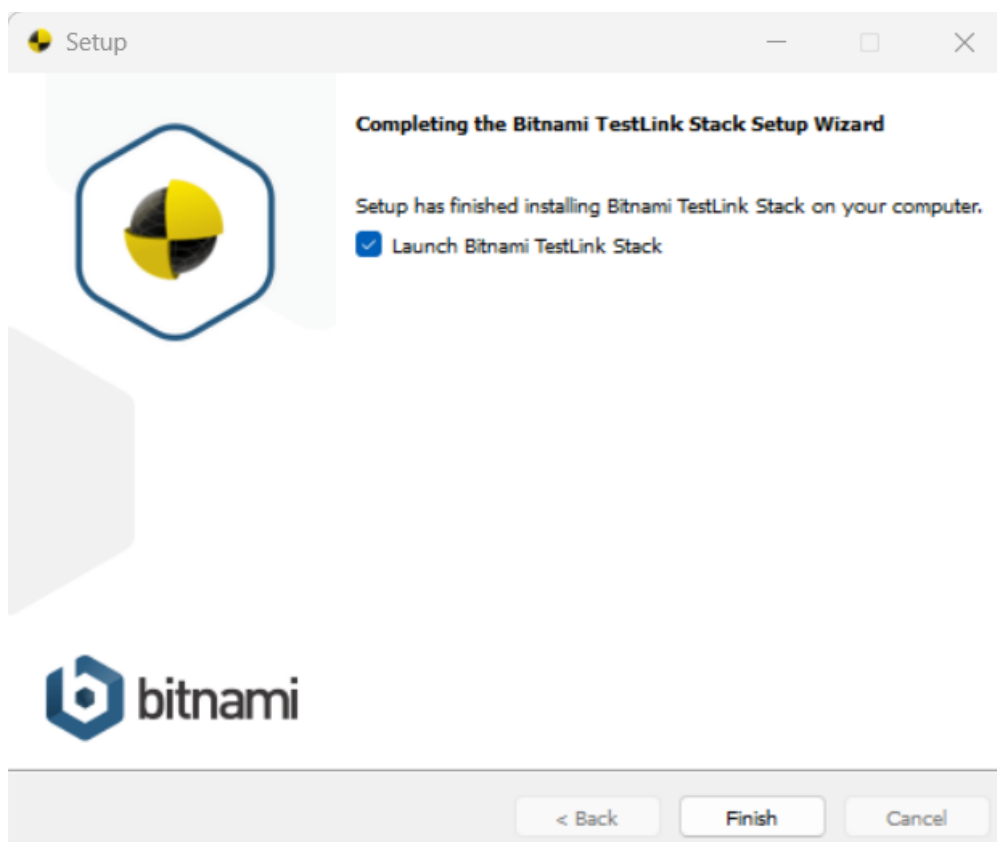 Setup
Completing the Bitnami TestLink Stack Setup Wizard
Setup has finished installing Bitnami TestLink Stack on your computer.
Launch Bitnami TestLink Stack
bitnami
< Back
Finish
Cancel